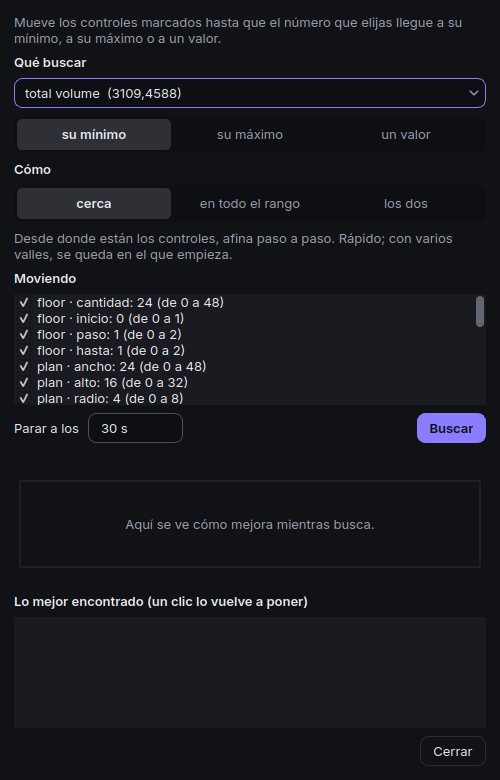 Mueve los controles marcados hasta que el número que elijas llegue a su
mínimo, a su máximo o a un valor.
Qué buscar
total volume (3109,4588)
su mínimo su máximo un valor
Cómo
cerca en todo el rango los dos
Desde donde están los controles, afina paso a paso. Rápido; con varios
valles, se queda en el que empieza.
Moviendo
✓ floor · cantidad: 24 (de 0 a 48)
✓ floor · inicio: 0 (de 0 a 1)
✓ floor · paso: 1 (de 0 a 2)
✓ floor · hasta: 1 (de 0 a 2)
✓ plan · ancho: 24 (de 0 a 48)
✓ plan · alto: 16 (de 0 a 32)
✓ plan · radio: 4 (de 0 a 8)
Parar a los 30 s Buscar
Aquí se ve cómo mejora mientras busca.
Lo mejor encontrado (un clic lo vuelve a poner)
Cerrar